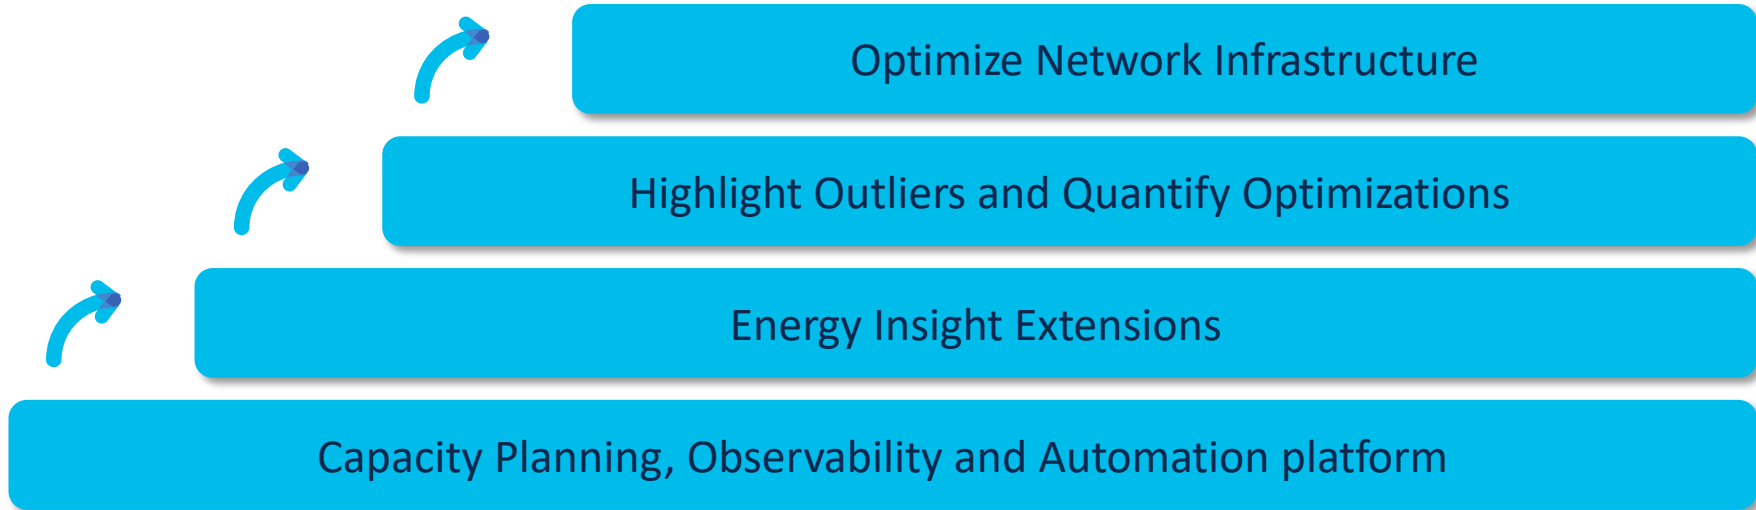 Optimize Network Infrastructure
Highlight Outliers and Quantify Optimizations
Energy Insight Extensions
Capacity Planning, Observability and Automation platform